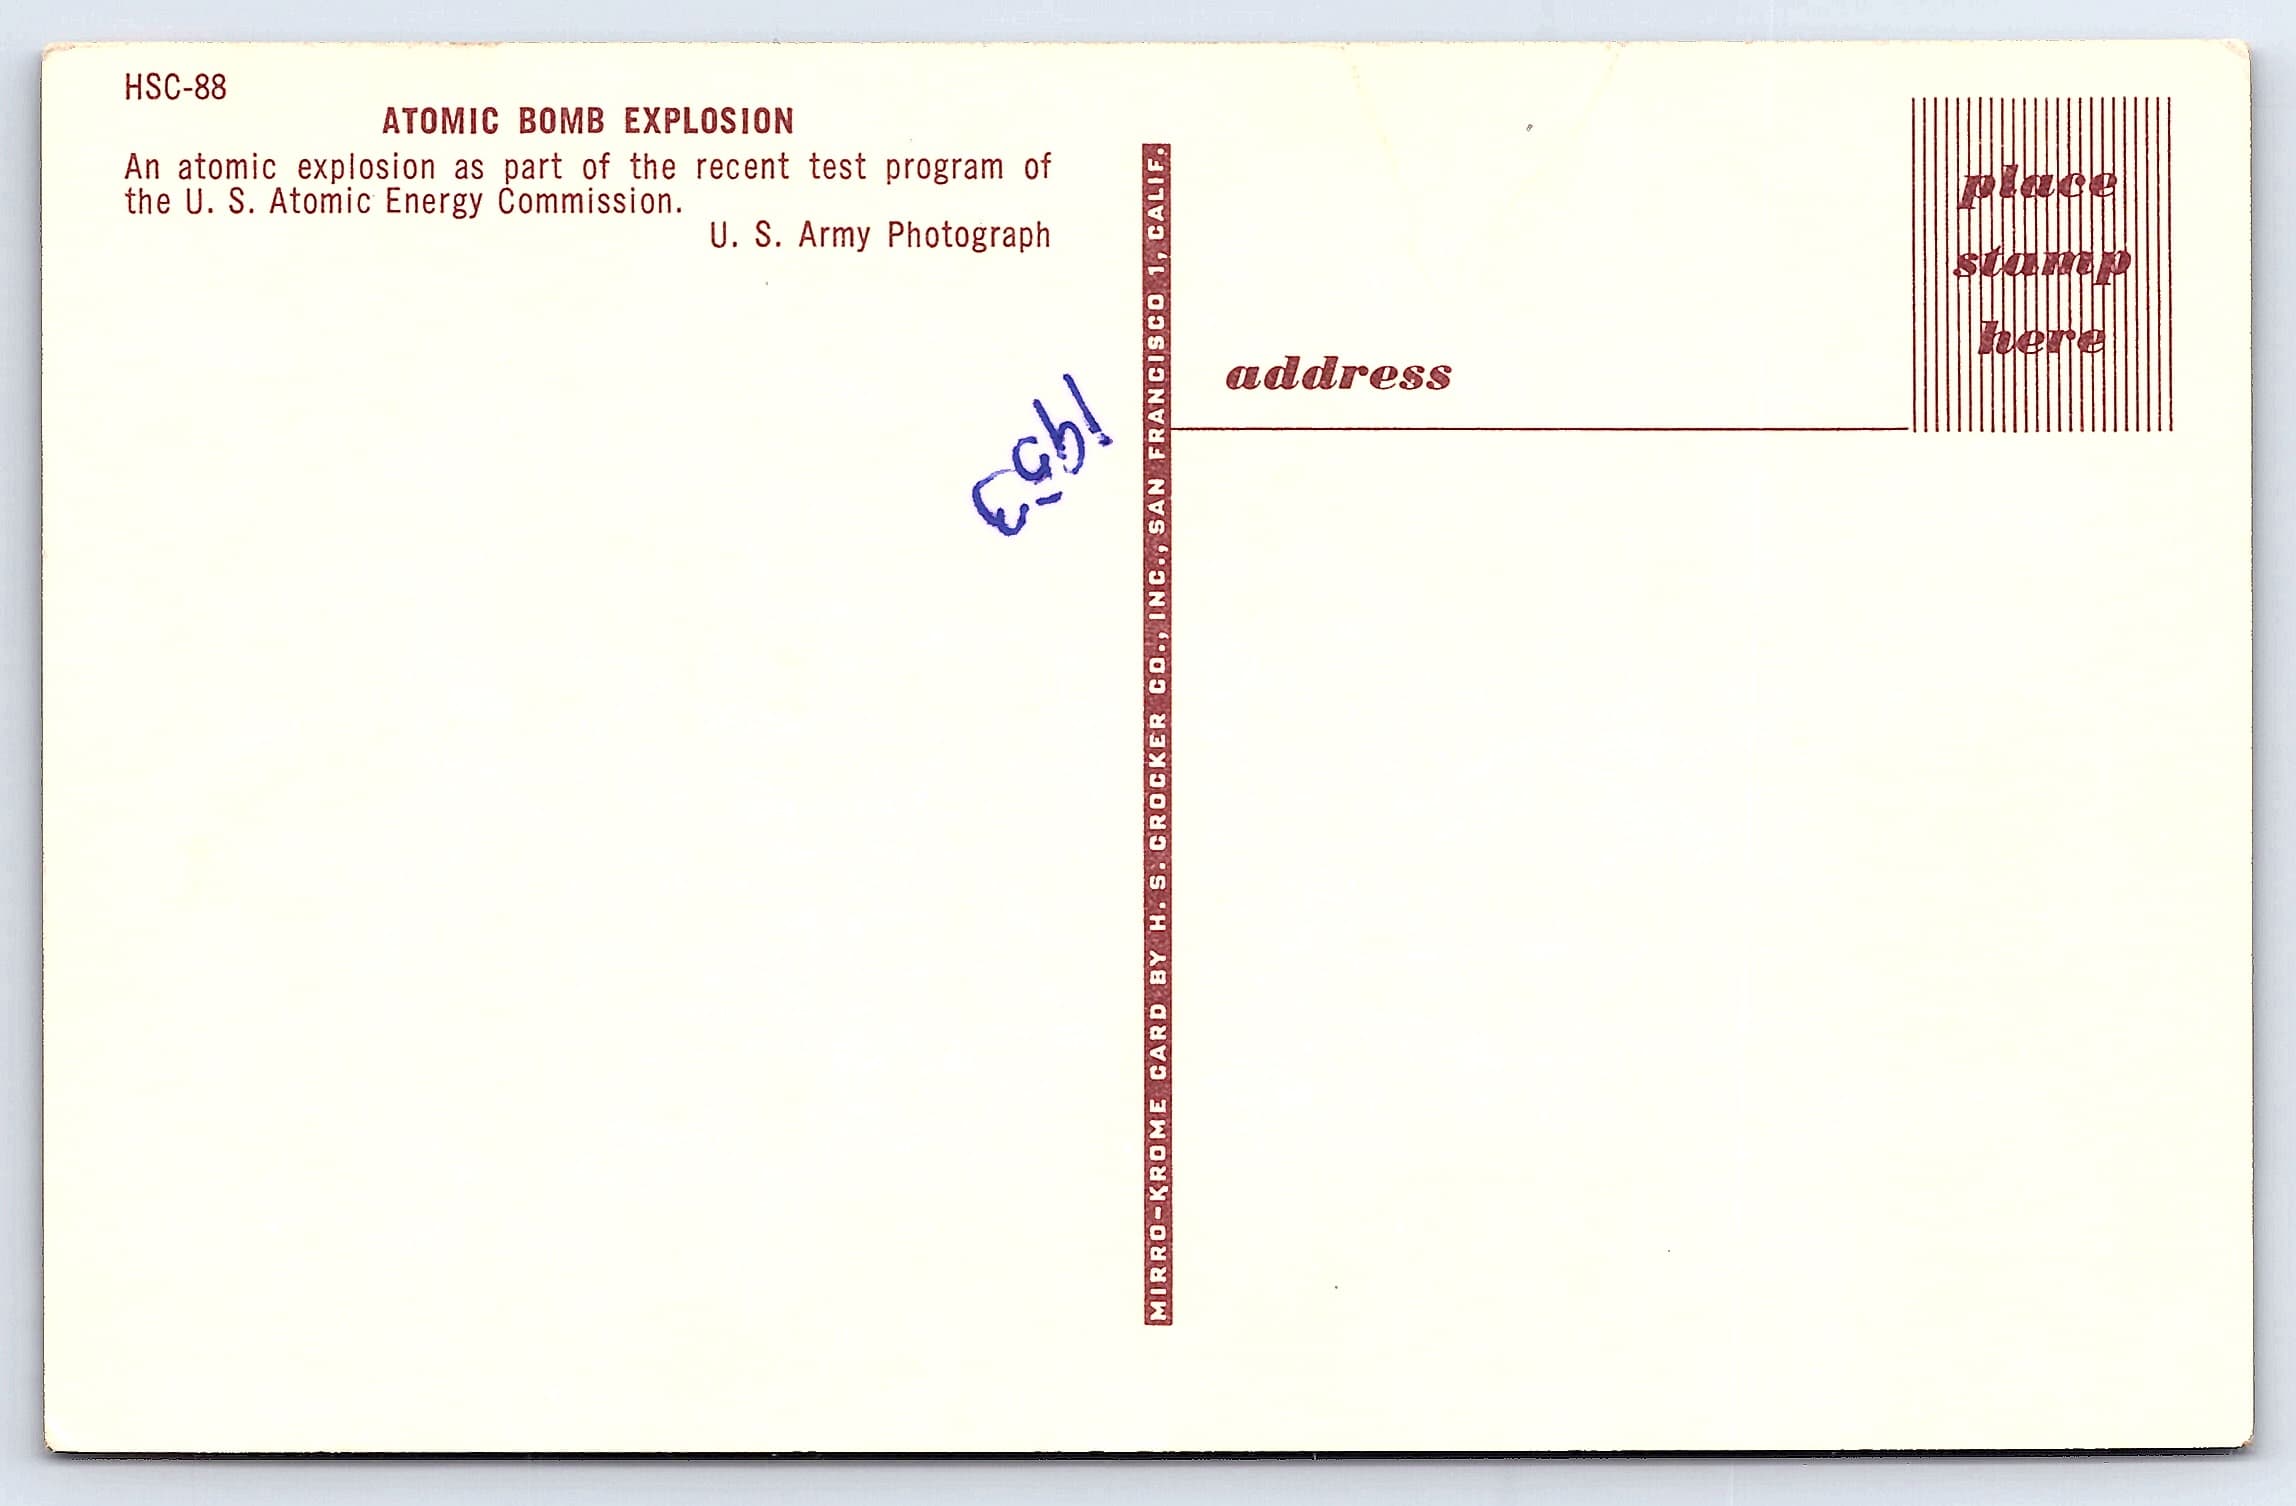 HSC-88
ATOMIC BOMB EXPLOSION
An atomic explosion as part of the recent test program of
the U. S. Atomic Energy Commission.
U. S. Army Photograph
1953
MIRRO-KROME CARD BY H. S. CROCKER CO., INC., SAN FRANCISCO 1, CALIF.
place
stamp
here
address